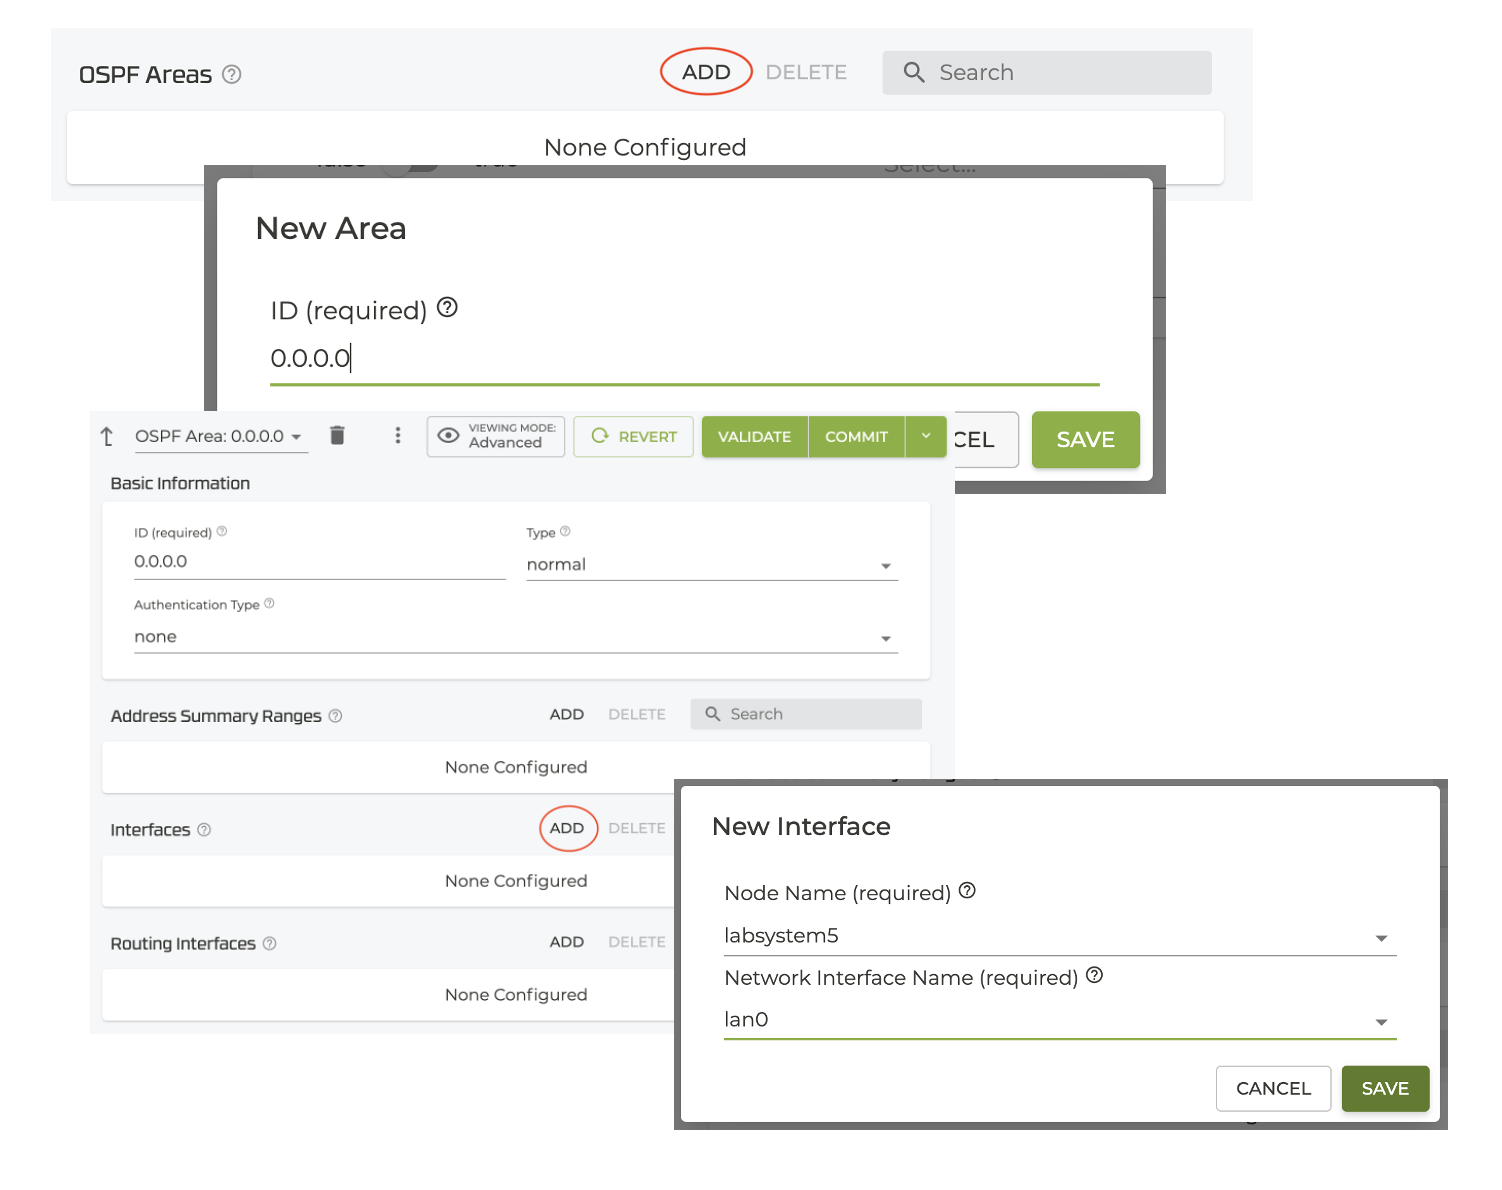 OSPF Areas
ADD
DELETE
Search
None Configured
New Area
ID (required)
0.0.0.0
SAVE
OSPF Area: 0.0.0.0
VIEWING MODE:
Advanced
REVERT
VALIDATE
COMMIT
CEL
Basic Information
ID (required)
0.0.0.0
Type
normal
Authentication Type
none
Address Summary Ranges
ADD
DELETE
Search
None Configured
Interfaces
ADD
DELETE
None Configured
Routing Interfaces
ADD
DELETE
None Configured
New Interface
Node Name (required)
labsystem5
Network Interface Name (required)
lan0
CANCEL
SAVE